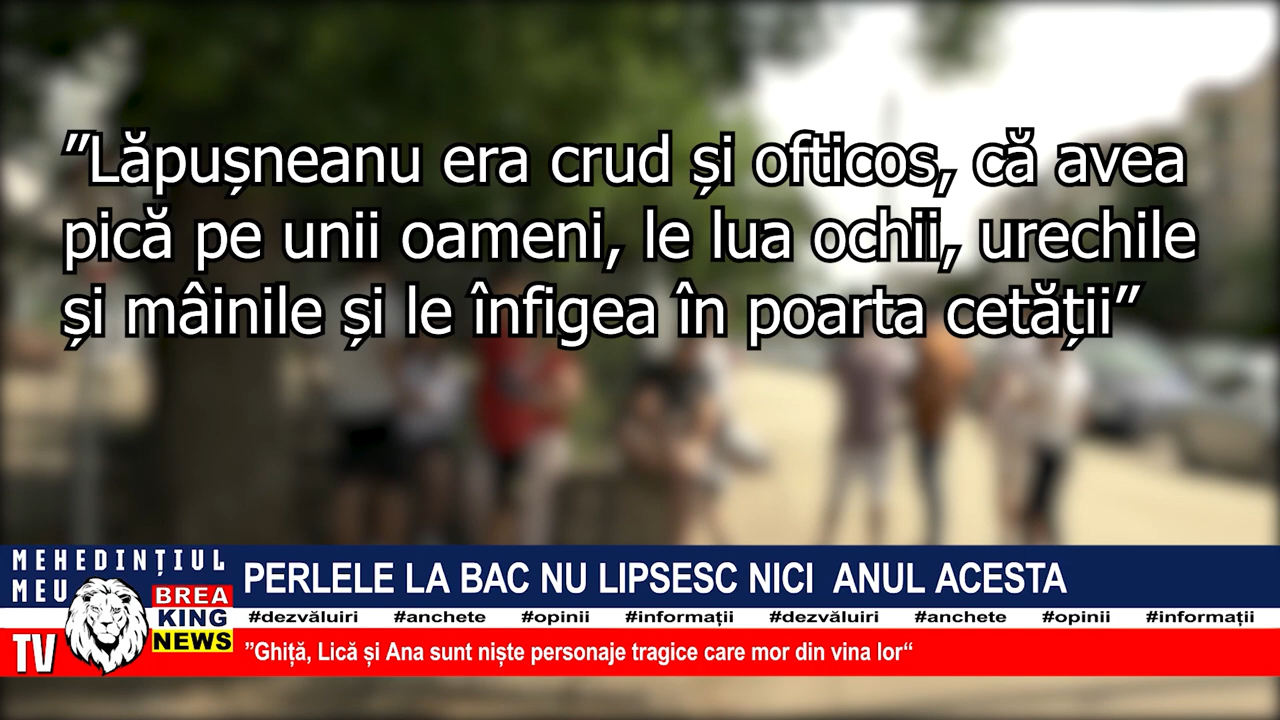 ”Lăpușneanu era crud și ofticos, că avea
pică pe unii oameni, le lua ochii, urechile
și mâinile și le înfigea în poarta cetății”
MEHEDINȚIUL
MEU
TV
BREA
KING
NEWS
PERLELE LA BAC NU LIPSESC NICI ANUL ACESTA
#dezvăluiri #anchete #opinii #informații #dezvăluiri #anchete #opinii #informații
”Ghiță, Lică și Ana sunt niște personaje tragice care mor din vina lor“